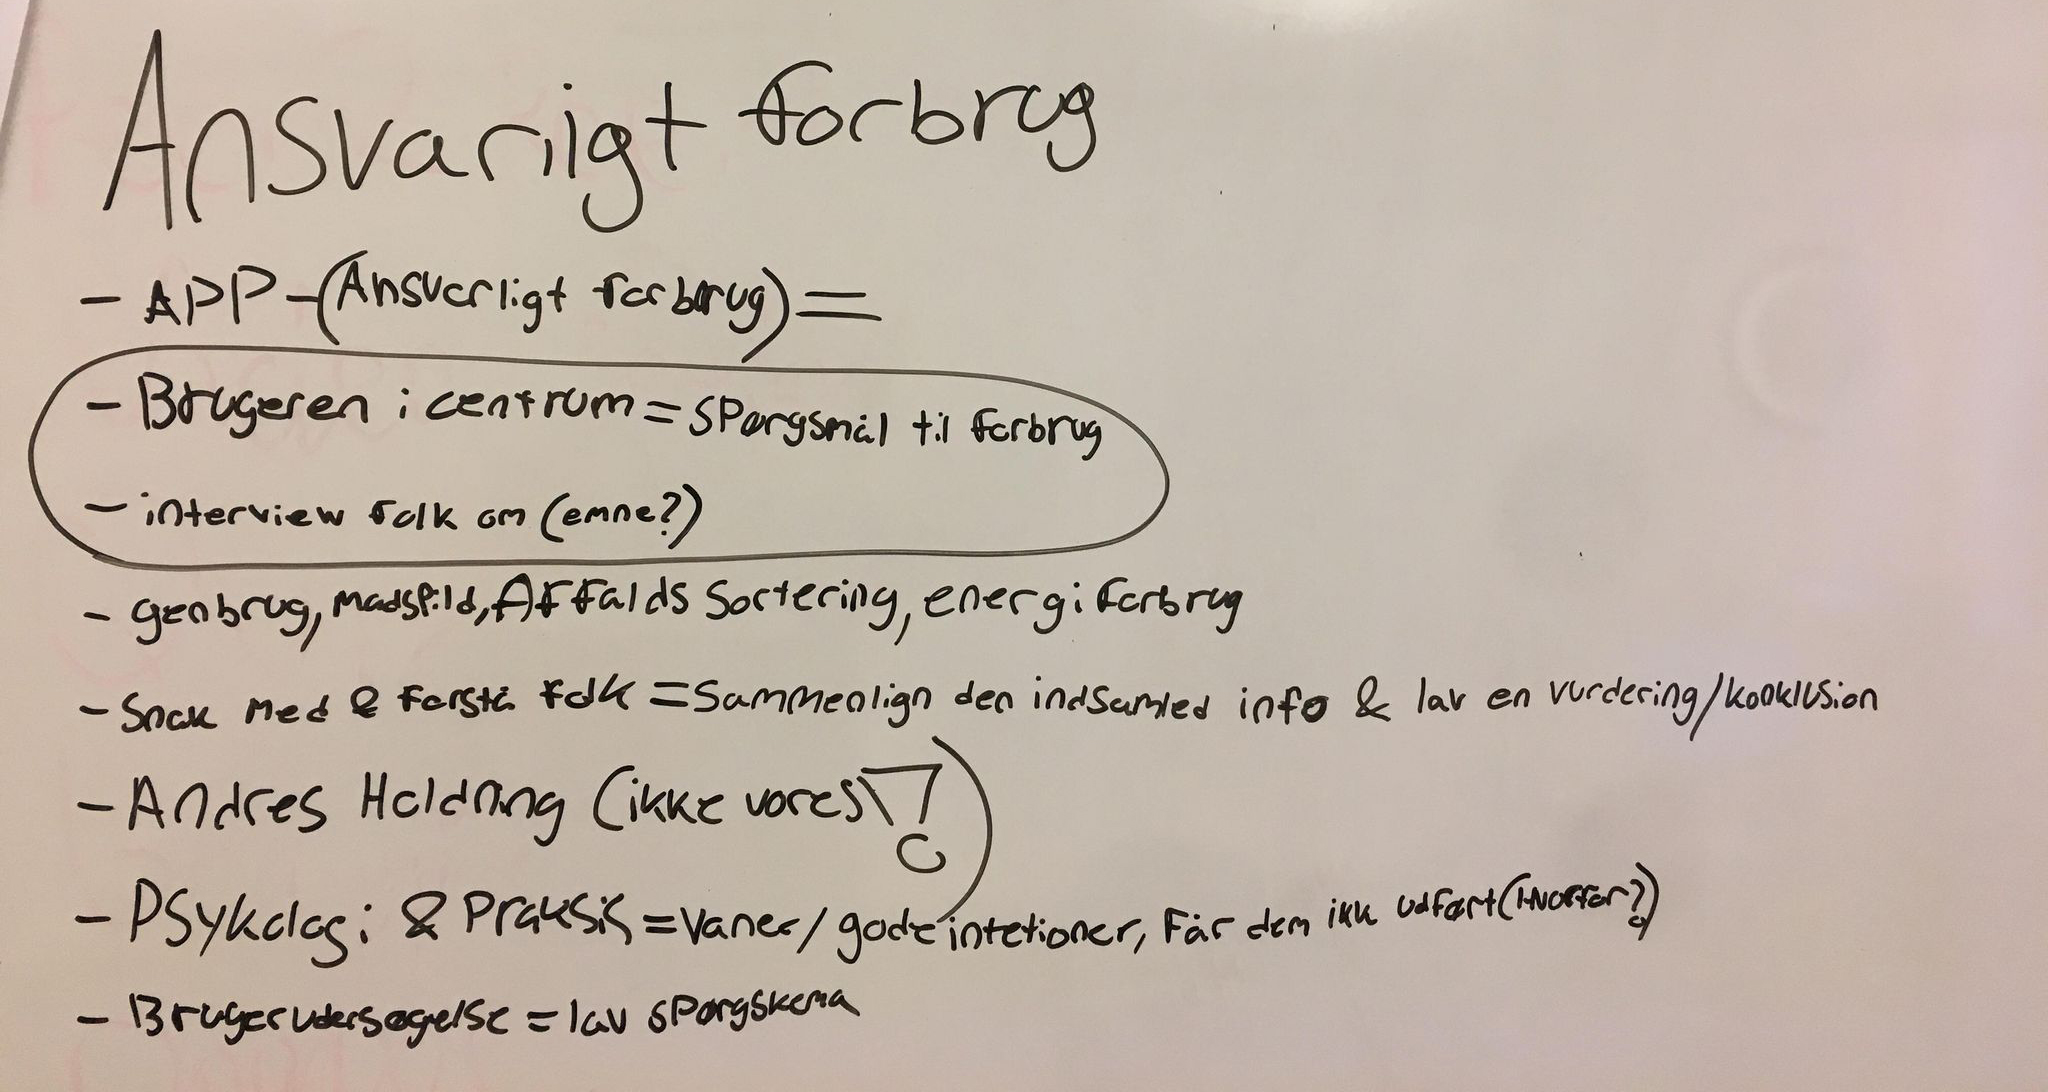 Ansvarligt forbrug
- APP - (Ansvarligt forbrug) =
- Brugeren i centrum = spørgsmål til forbrug
- interview folk om (emne?)
- genbrug, madspild, Affalds sortering, energi forbrug
- Snak med & forstå folk = Sammenlign den indsamled info & lav en vurdering/konklusion
- Andres Holdning (ikke vores)!
- Psykologi & Praksis = vaner/gode intetioner, Får dem ikk udført (Hvorfor?)
- Brugerundersøgelse = lav spørgskema